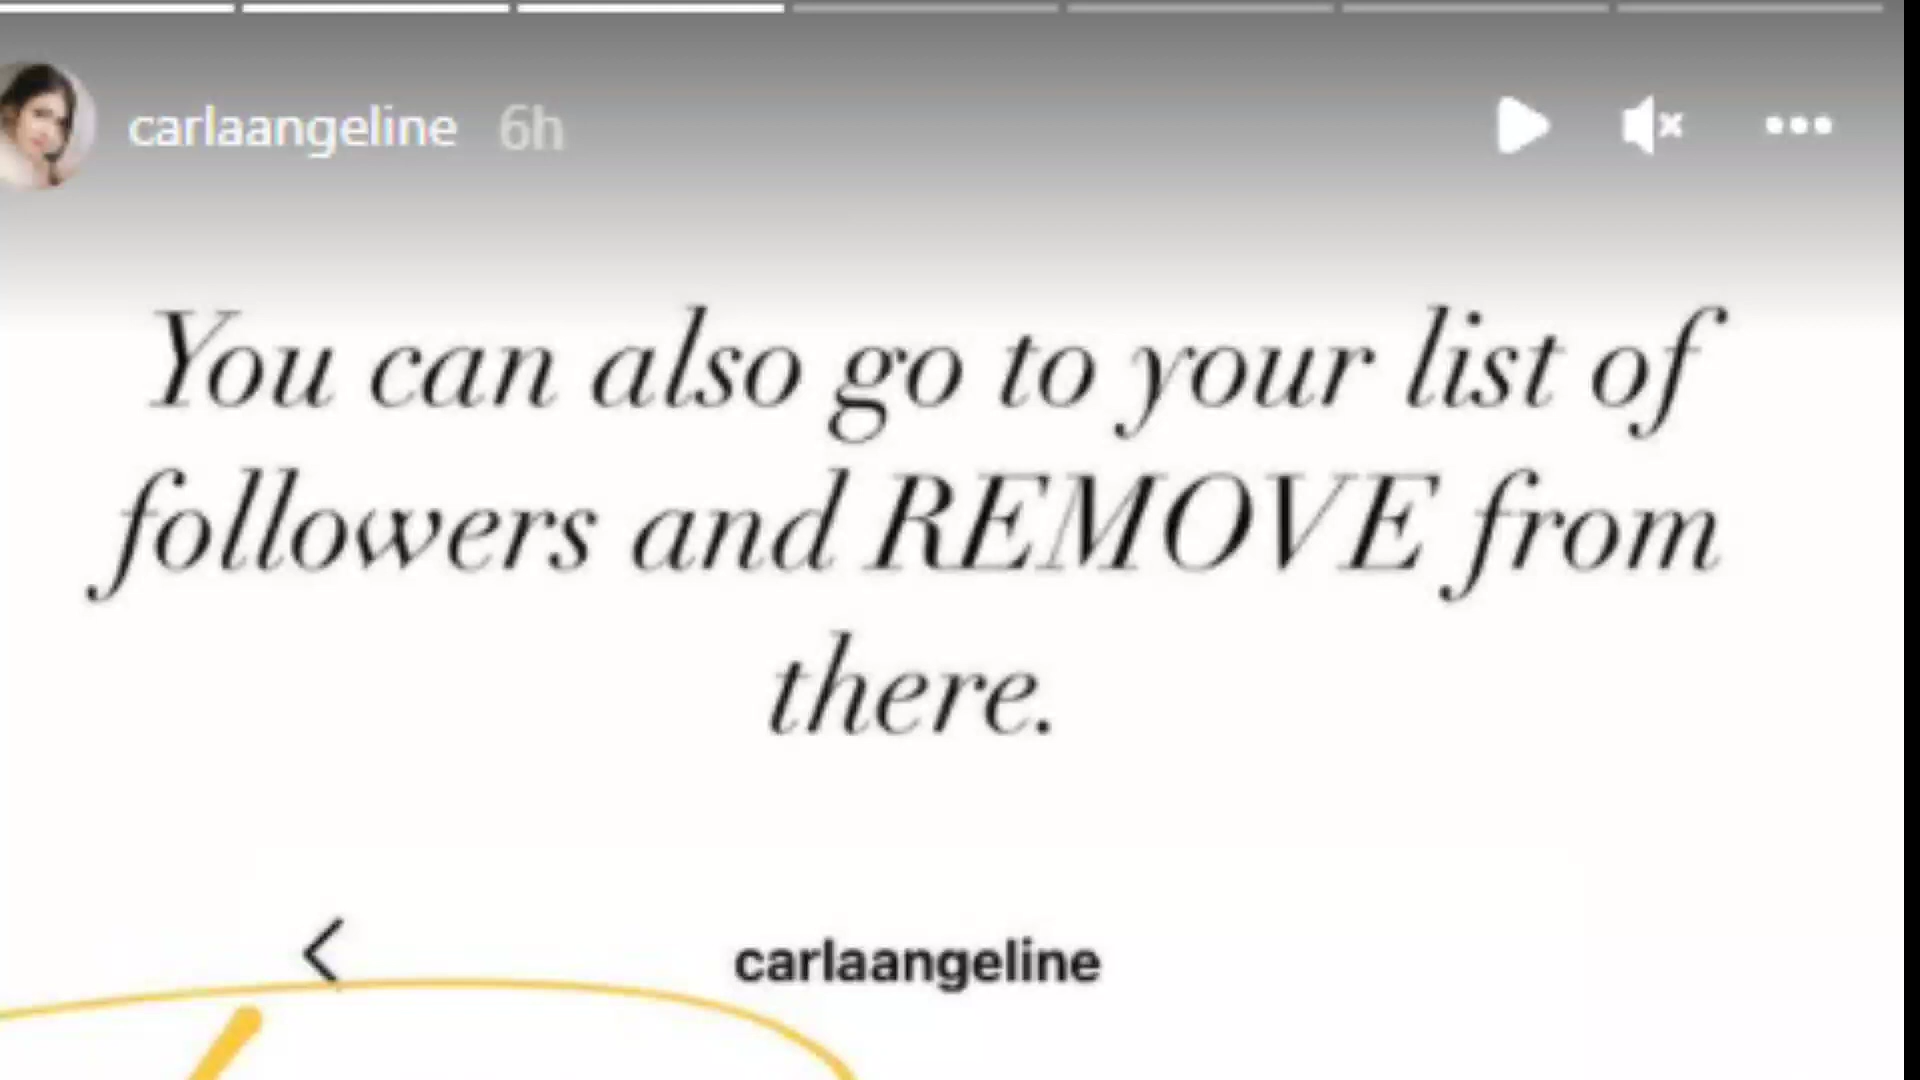 carlaangeline 6h
You can also go to your list of
followers and REMOVE from
there.
carlaangeline